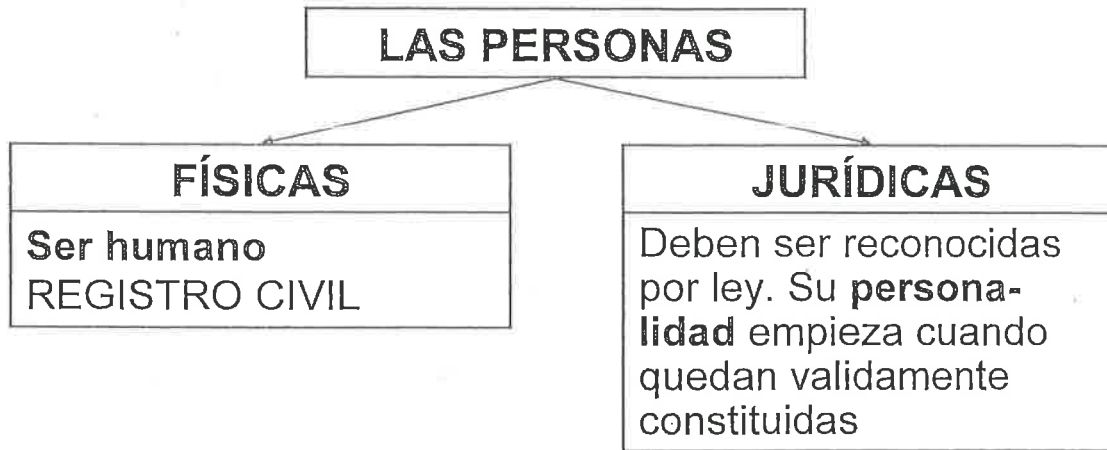 LAS PERSONAS
FÍSICAS
Ser humano
REGISTRO CIVIL
JURÍDICAS
Deben ser reconocidas
por ley. Su persona-
lidad empieza cuando
quedan validamente
constituidas